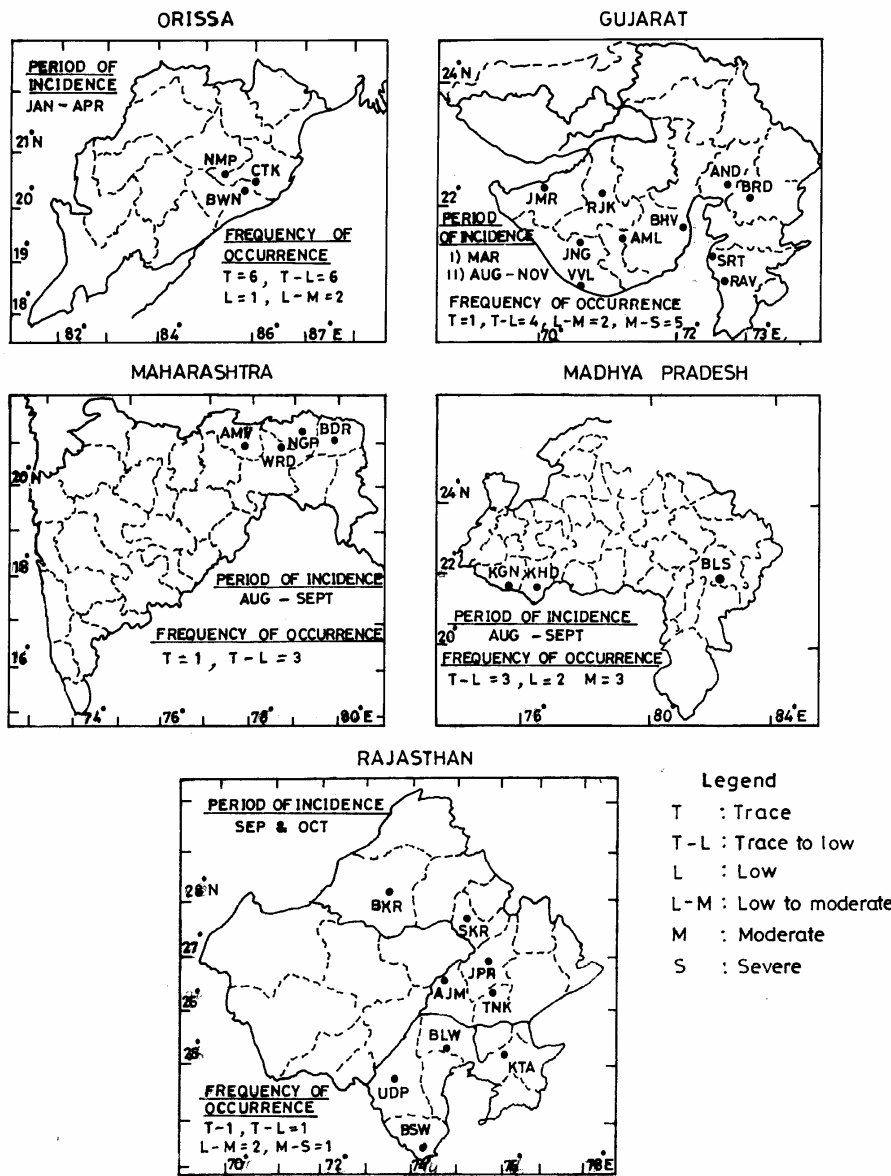 ORISSA
PERIOD OF
INCIDENCE
JAN - APR
21°N
20°
19°
18°
NMP
CTK
BWN
FREQUENCY OF
OCCURRENCE
T=6, T-L=6
L=1, L-M=2
82° 84° 86° 87°E
GUJARAT
24°N
22°
JMR
RJK
AND
BRD
BHV
AML
JNG
VVL
SRT
RAV
PERIOD
OF INCIDENCE
I) MAR
II) AUG-NOV
FREQUENCY OF OCCURRENCE
T=1, T-L=4, L-M=2, M-S=5
70° 72° 73°E
MAHARASHTRA
20°N
18°
16°
AMV
WRD
NGP
BDR
PERIOD OF INCIDENCE
AUG - SEPT
FREQUENCY OF OCCURRENCE
T=1, T-L=3
74° 76° 78° 80°E
MADHYA PRADESH
24°N
22°
20°
KGN
KHD
BLS
PERIOD OF INCIDENCE
AUG - SEPT
FREQUENCY OF OCCURRENCE
T-L=3, L=2 M=3
76° 80° 84°E
RAJASTHAN
PERIOD OF INCIDENCE
SEP & OCT
28°N
27°
26°
25°
BKR
SKR
JPR
AJM
TNK
BLW
KTA
UDP
BSW
FREQUENCY OF
OCCURRENCE
T-1, T-L=1
L-M=2, M-S=1
70° 72° 74° 76° 78°E
Legend
T : Trace
T-L : Trace to low
L : Low
L-M : Low to moderate
M : Moderate
S : Severe